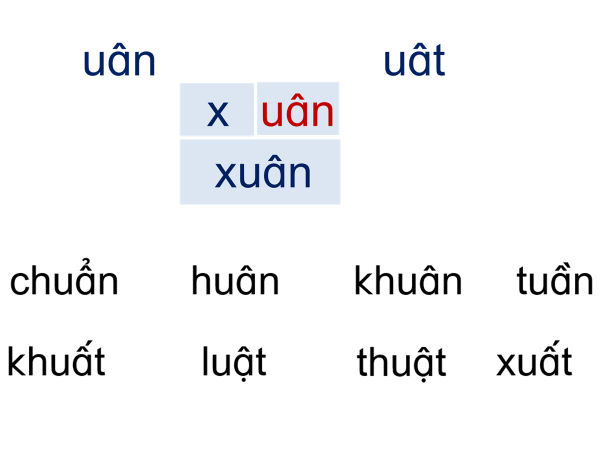 uân uât
x uân
xuân
chuẩn huân khuân tuần
khuất luật thuật xuất